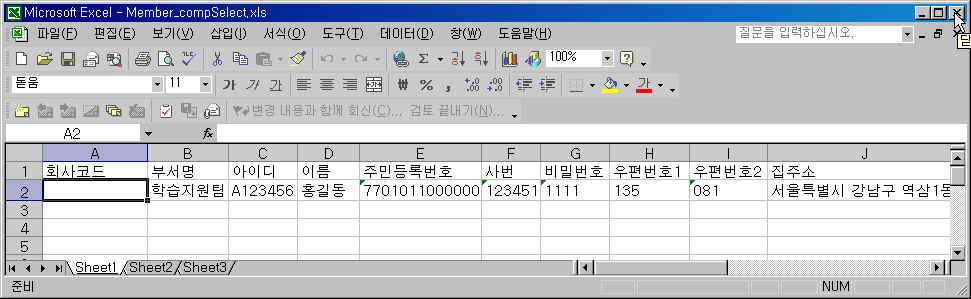 Microsoft Excel - Member_compSelect.xls
파일(F) 편집(E) 보기(V) 삽입(I) 서식(O) 도구(T) 데이터(D) 창(W) 도움말(H) 질문을 입력하십시오.
100%
돋움 11 가 가 가 가
변경 내용과 함께 회신(C)... 검토 끝내기(N)...
A2 fx
A B C D E F G H I J
1 회사코드 부서명 아이디 이름 주민등록번호 사번 비밀번호 우편번호1 우편번호2 집주소
2 학습지원팀 A123456 홍길동 7701011000000 123451 1111 135 081 서울특별시 강남구 역삼1동
3
4
5
Sheet1 Sheet2 Sheet3
준비 NUM